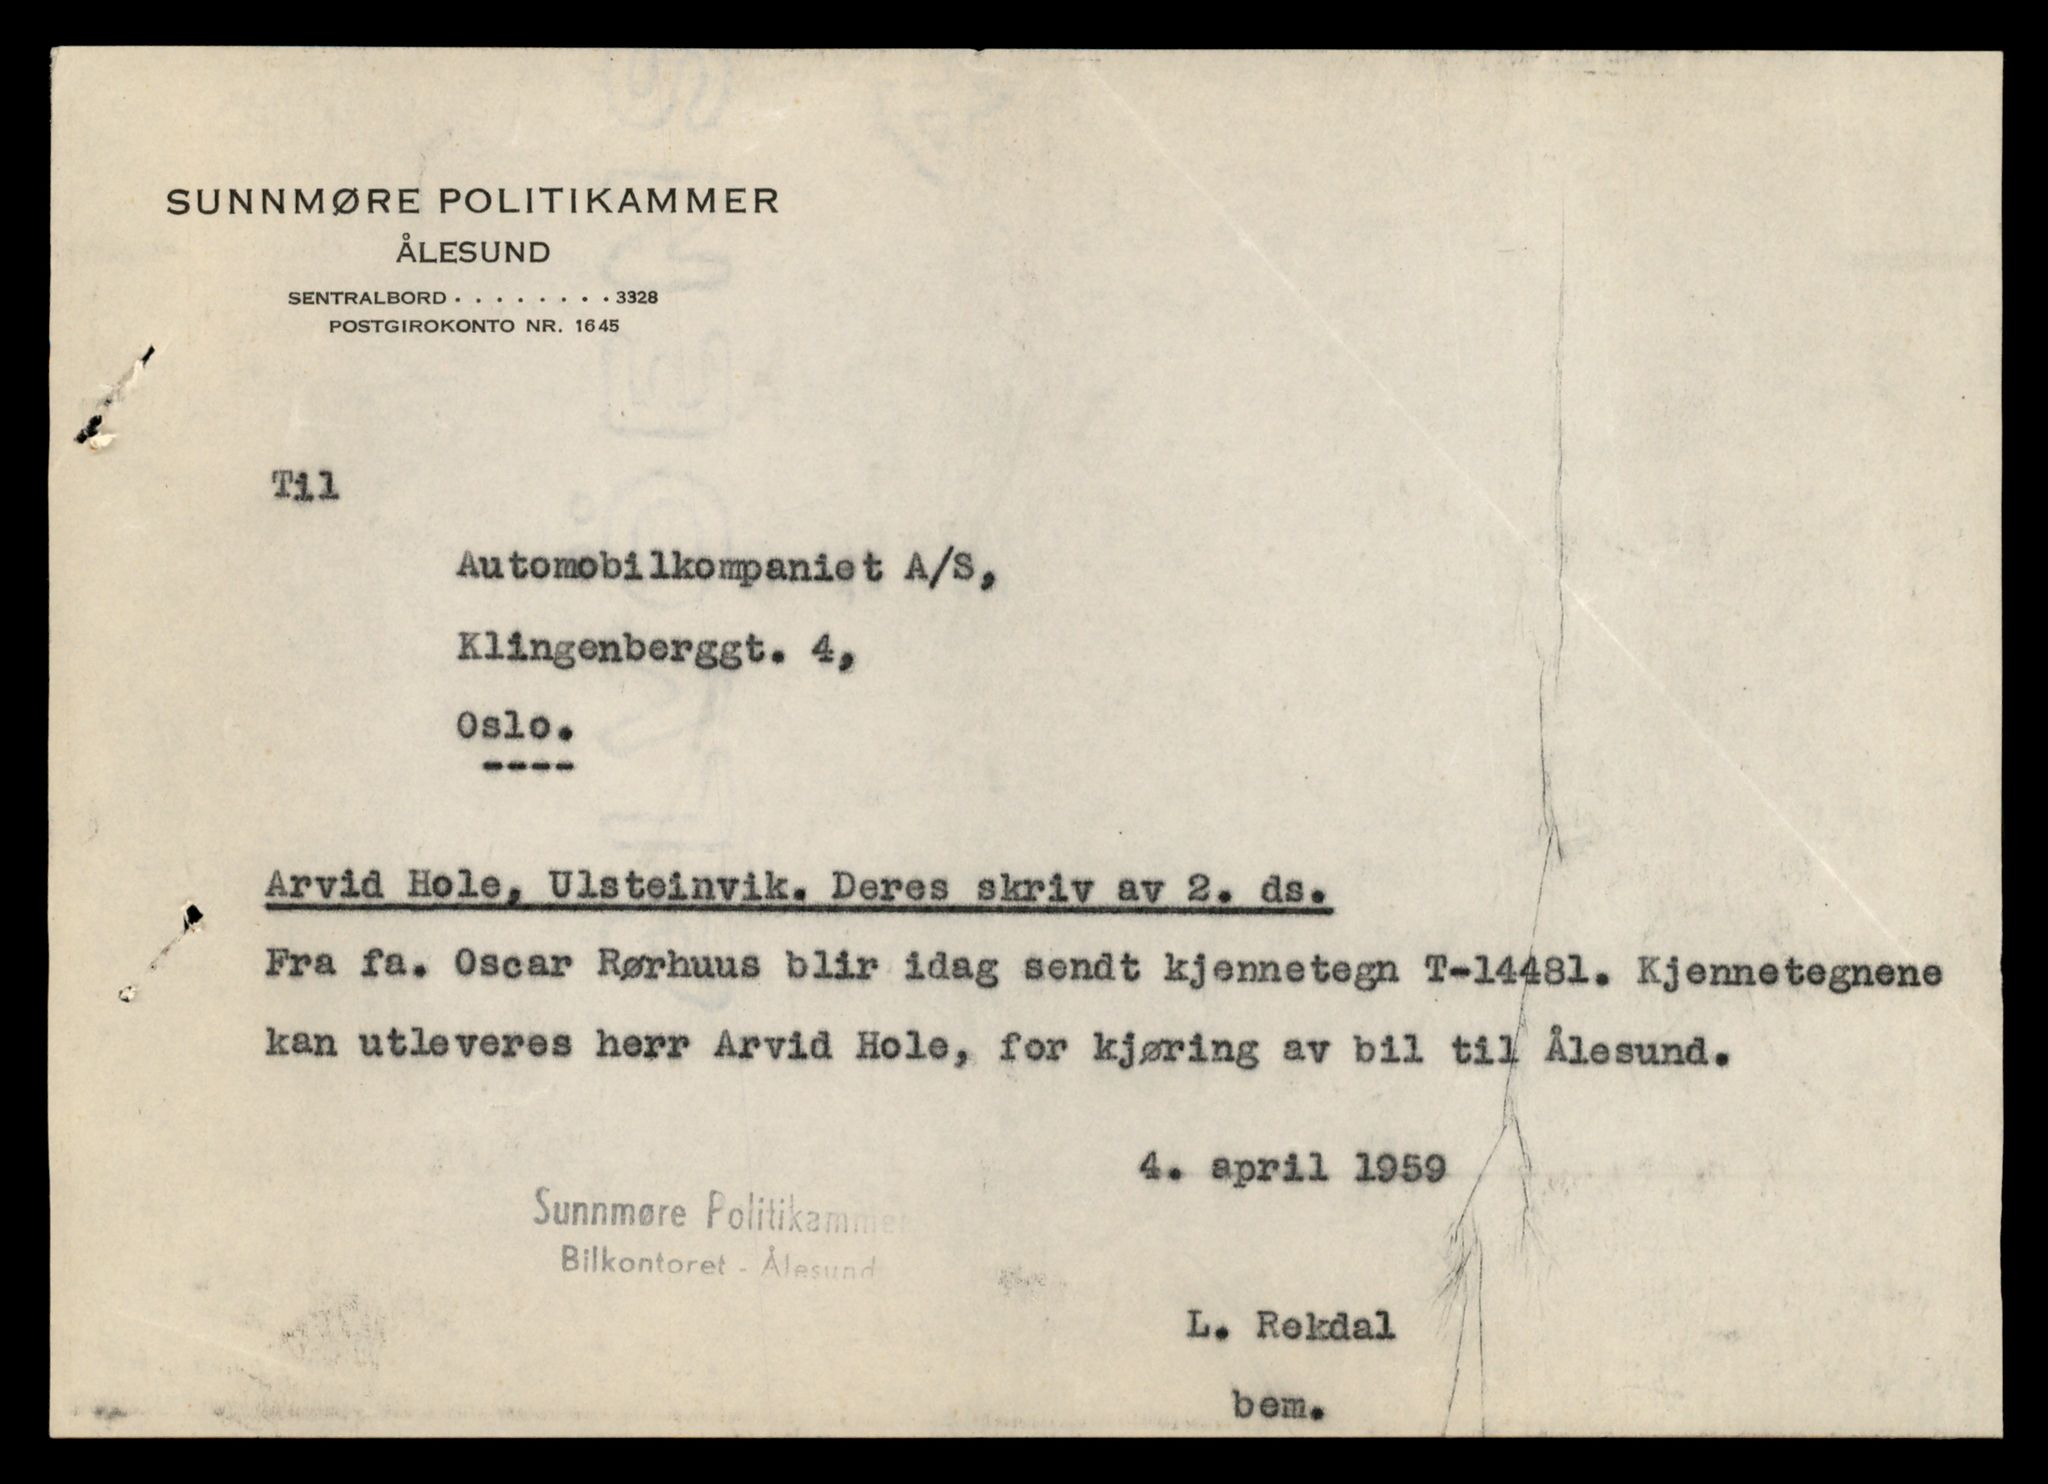 SUNNMØRE POLITIKAMMER
ÅLESUND
SENTRALBORD . . . . . . . . 3328
POSTGIROKONTO NR. 1645
Til
Automobilkompaniet A/S,
Klingenberggt. 4,
Oslo.
----
Arvid Hole, Ulsteinvik. Deres skriv av 2. ds.
Fra fa. Oscar Rørhuus blir idag sendt kjennetegn T-14481. Kjennetegnene
kan utleveres herr Arvid Hole, for kjøring av bil til Ålesund.
4. april 1959
Sunnmøre Politikammer
Bilkontoret - Ålesund
L. Rekdal
bem.